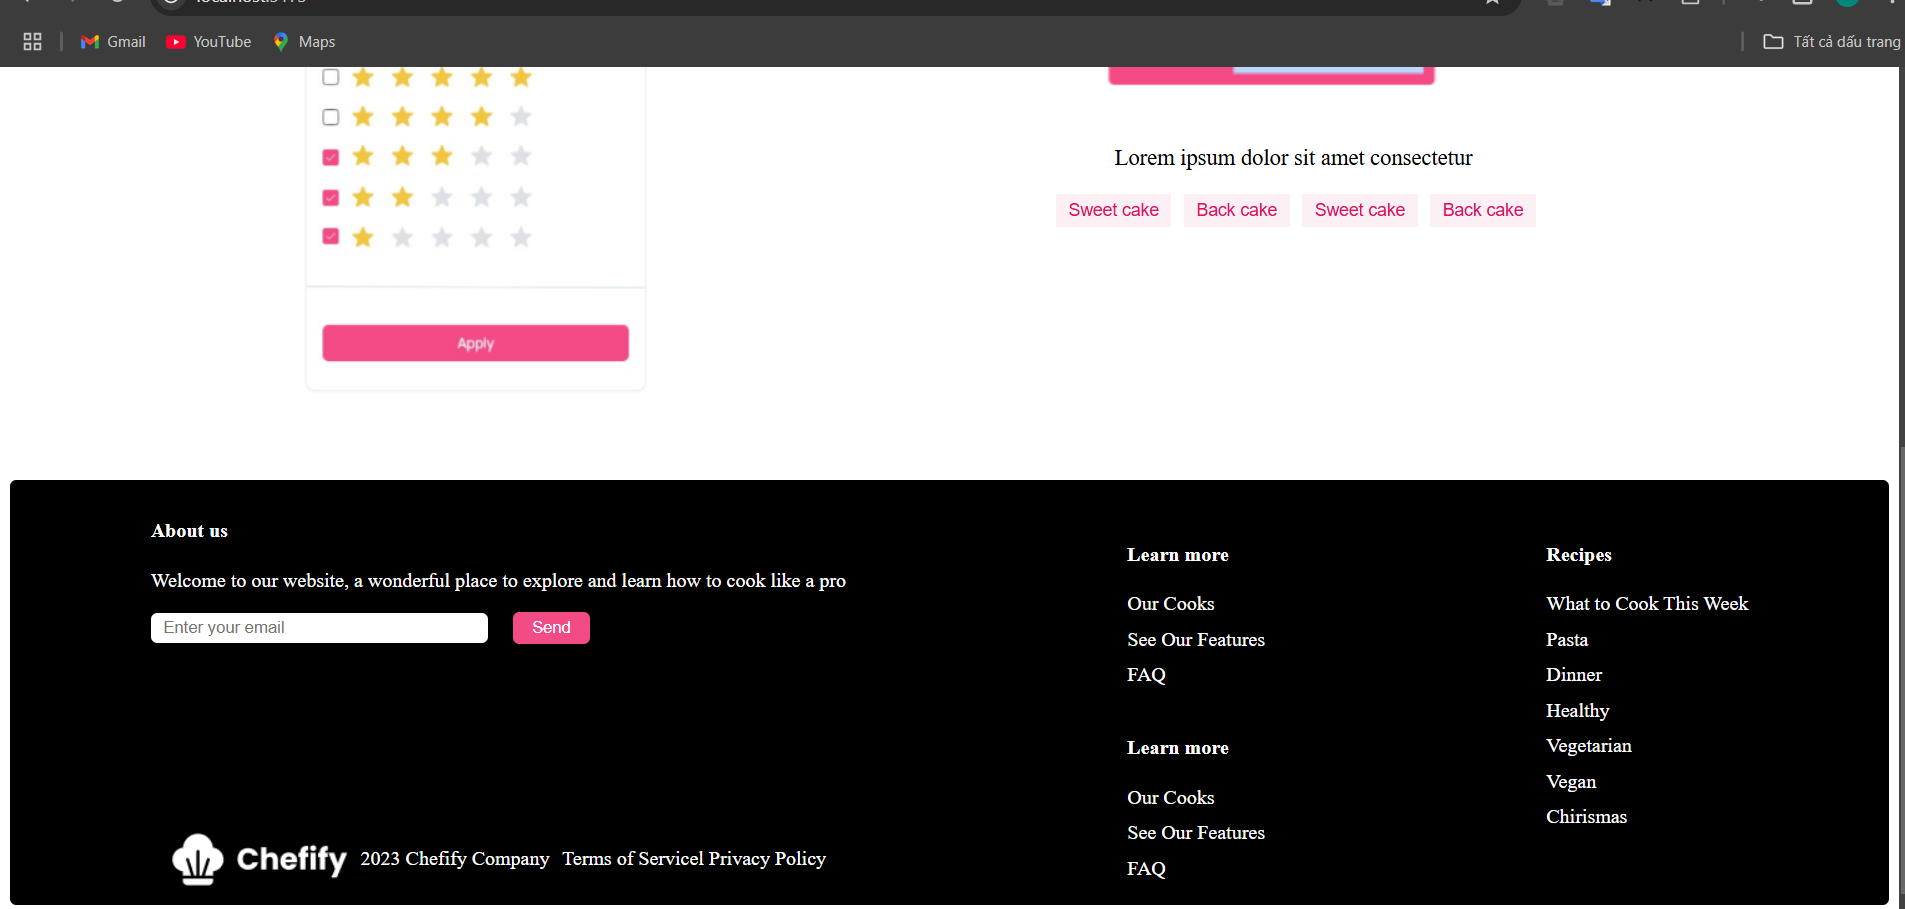 Gmail
YouTube
Maps
Tất cả dấu trang
Apply
Lorem ipsum dolor sit amet consectetur
Sweet cake
Back cake
Sweet cake
Back cake
About us
Welcome to our website, a wonderful place to explore and learn how to cook like a pro
Enter your email
Send
Chefify 2023 Chefify Company Terms of Servicel Privacy Policy
Learn more
Our Cooks
See Our Features
FAQ
Learn more
Our Cooks
See Our Features
FAQ
Recipes
What to Cook This Week
Pasta
Dinner
Healthy
Vegetarian
Vegan
Chirismas